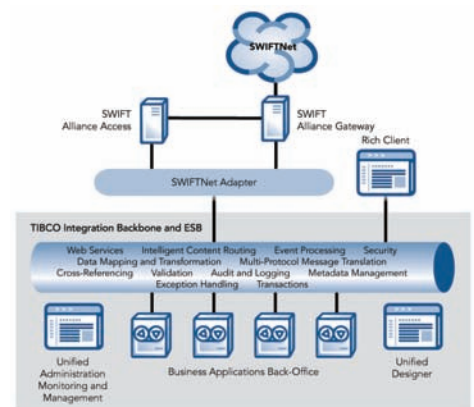 SWIFTNet
SWIFT
Alliance Access
SWIFT
Alliance Gateway
Rich Client
SWIFTNet Adapter
TIBCO Integration Backbone and ESB
Web Services Intelligent Content Routing Event Processing Security
Data Mapping and Transformation Multi-Protocol Message Translation
Cross-Referencing Validation Audit and Logging Metadata Management
Exception Handling Transactions
Unified
Administration
Monitoring and
Management
Business Applications Back-Office
Unified
Designer